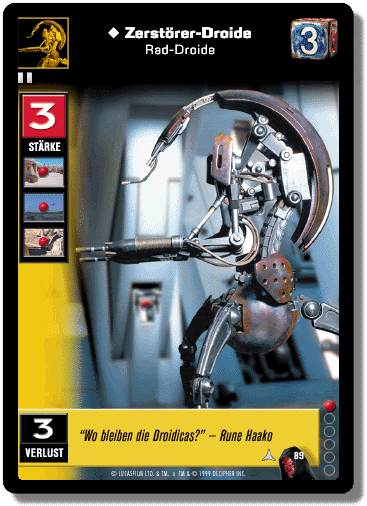 Zerstörer-Droide
Rad-Droide
3
3
STÄRKE
3
VERLUST
"Wo bleiben die Droidicas?" – Rune Haako
89
© LUCASFILM LTD. & TM. * TM & © 1999 DECIPHER INC.